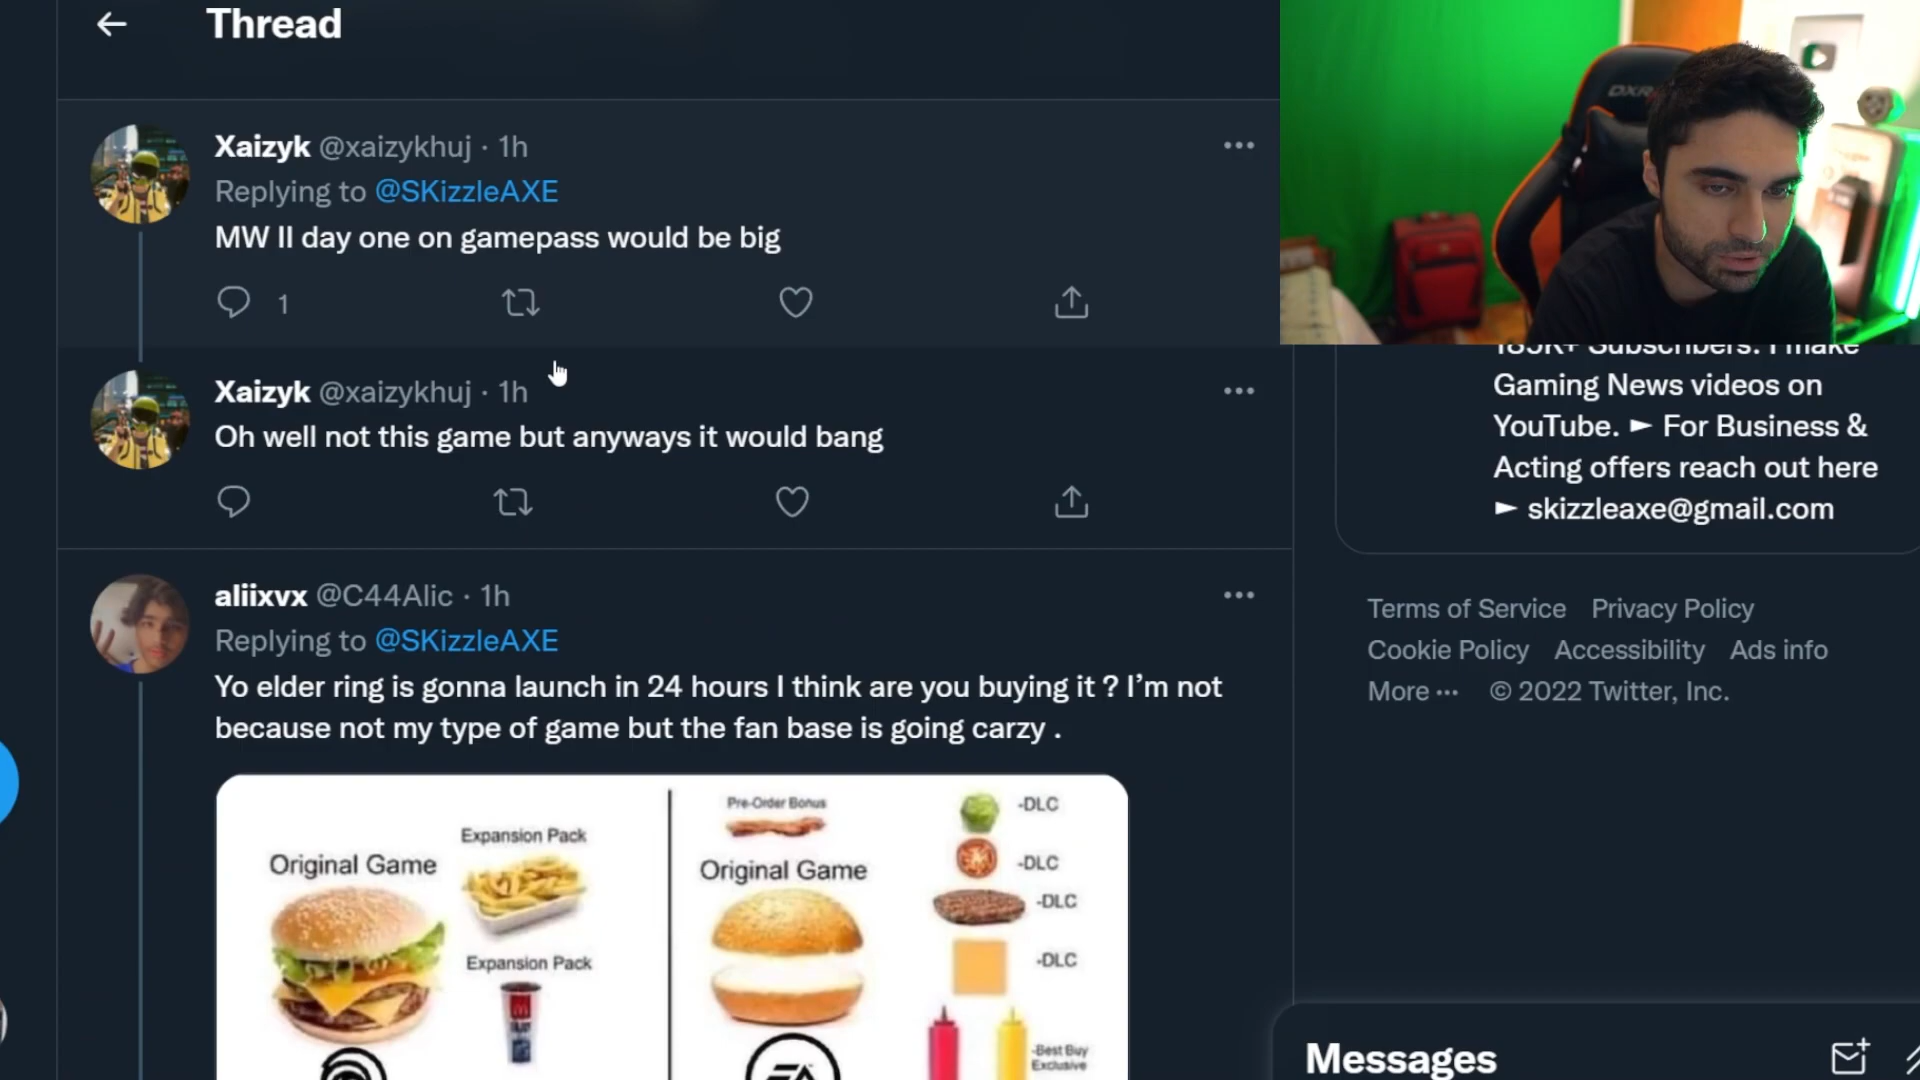 Thread
Xaizyk @xaizykhuj · 1h
Replying to @SKizzleAXE
MW II day one on gamepass would be big
1
Xaizyk @xaizykhuj · 1h
Oh well not this game but anyways it would bang
aliixvx @C44Alic · 1h
Replying to @SKizzleAXE
Yo elder ring is gonna launch in 24 hours I think are you buying it ? I’m not
because not my type of game but the fan base is going carzy .
Original Game
Expansion Pack
Expansion Pack
Pre-Order Bonus
Original Game
-DLC
-DLC
-DLC
-DLC
-Best Buy
Exclusive
EA
DXR
185K+ Subscribers. I make
Gaming News videos on
YouTube. ► For Business &
Acting offers reach out here
► skizzleaxe@gmail.com
Terms of Service Privacy Policy
Cookie Policy Accessibility Ads info
More ··· © 2022 Twitter, Inc.
Messages